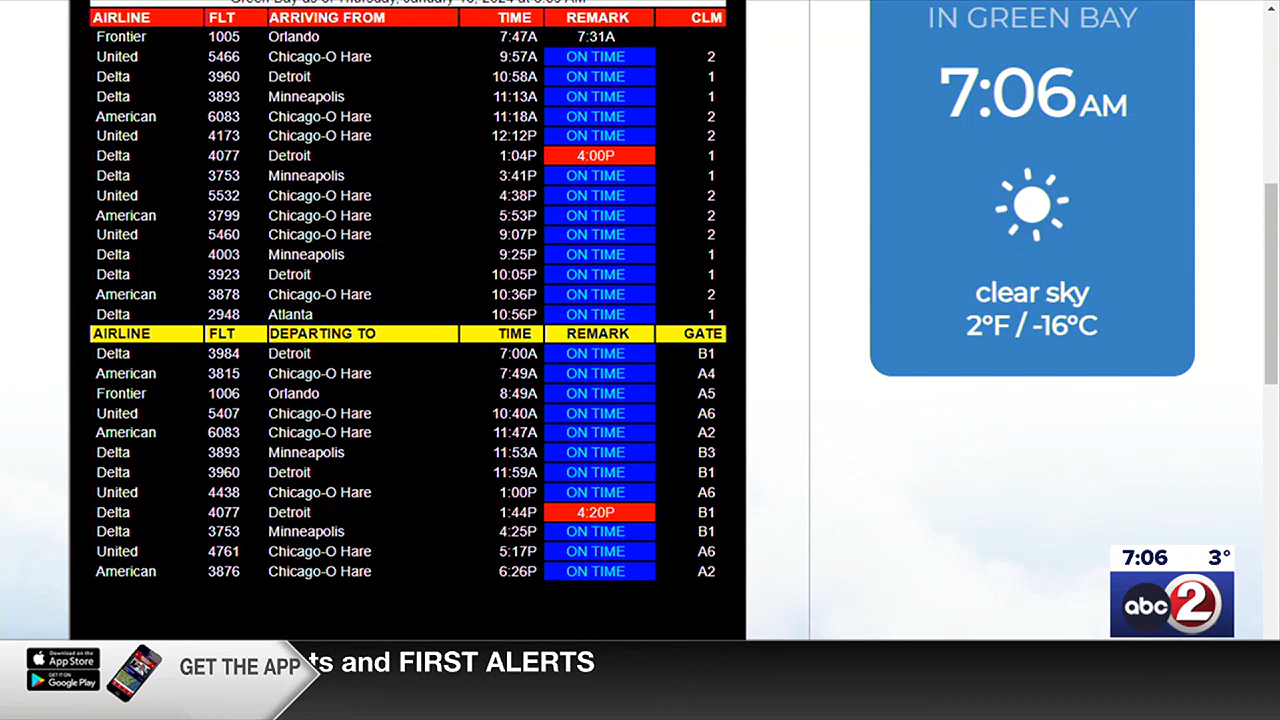 AIRLINE FLT ARRIVING FROM TIME REMARK CLM
Frontier 1005 Orlando 7:47A 7:31A
United 5466 Chicago-O Hare 9:57A ON TIME 2
Delta 3960 Detroit 10:58A ON TIME 1
Delta 3893 Minneapolis 11:13A ON TIME 1
American 6083 Chicago-O Hare 11:18A ON TIME 2
United 4173 Chicago-O Hare 12:12P ON TIME 2
Delta 4077 Detroit 1:04P 4:00P 1
Delta 3753 Minneapolis 3:41P ON TIME 1
United 5532 Chicago-O Hare 4:38P ON TIME 2
American 3799 Chicago-O Hare 5:53P ON TIME 2
United 5460 Chicago-O Hare 9:07P ON TIME 2
Delta 4003 Minneapolis 9:25P ON TIME 1
Delta 3923 Detroit 10:05P ON TIME 1
American 3878 Chicago-O Hare 10:36P ON TIME 2
Delta 2948 Atlanta 10:56P ON TIME 1
AIRLINE FLT DEPARTING TO TIME REMARK GATE
Delta 3984 Detroit 7:00A ON TIME B1
American 3815 Chicago-O Hare 7:49A ON TIME A4
Frontier 1006 Orlando 8:49A ON TIME A5
United 5407 Chicago-O Hare 10:40A ON TIME A6
American 6083 Chicago-O Hare 11:47A ON TIME A2
Delta 3893 Minneapolis 11:53A ON TIME B3
Delta 3960 Detroit 11:59A ON TIME B1
United 4438 Chicago-O Hare 1:00P ON TIME A6
Delta 4077 Detroit 1:44P 4:20P B1
Delta 3753 Minneapolis 4:25P ON TIME B1
United 4761 Chicago-O Hare 5:17P ON TIME A6
American 3876 Chicago-O Hare 6:26P ON TIME A2
IN GREEN BAY
7:06 AM
clear sky
2°F / -16°C
7:06 3°
abc 2
Download on the
App Store
GET IT ON
Google Play
GET THE APP
ts and FIRST ALERTS